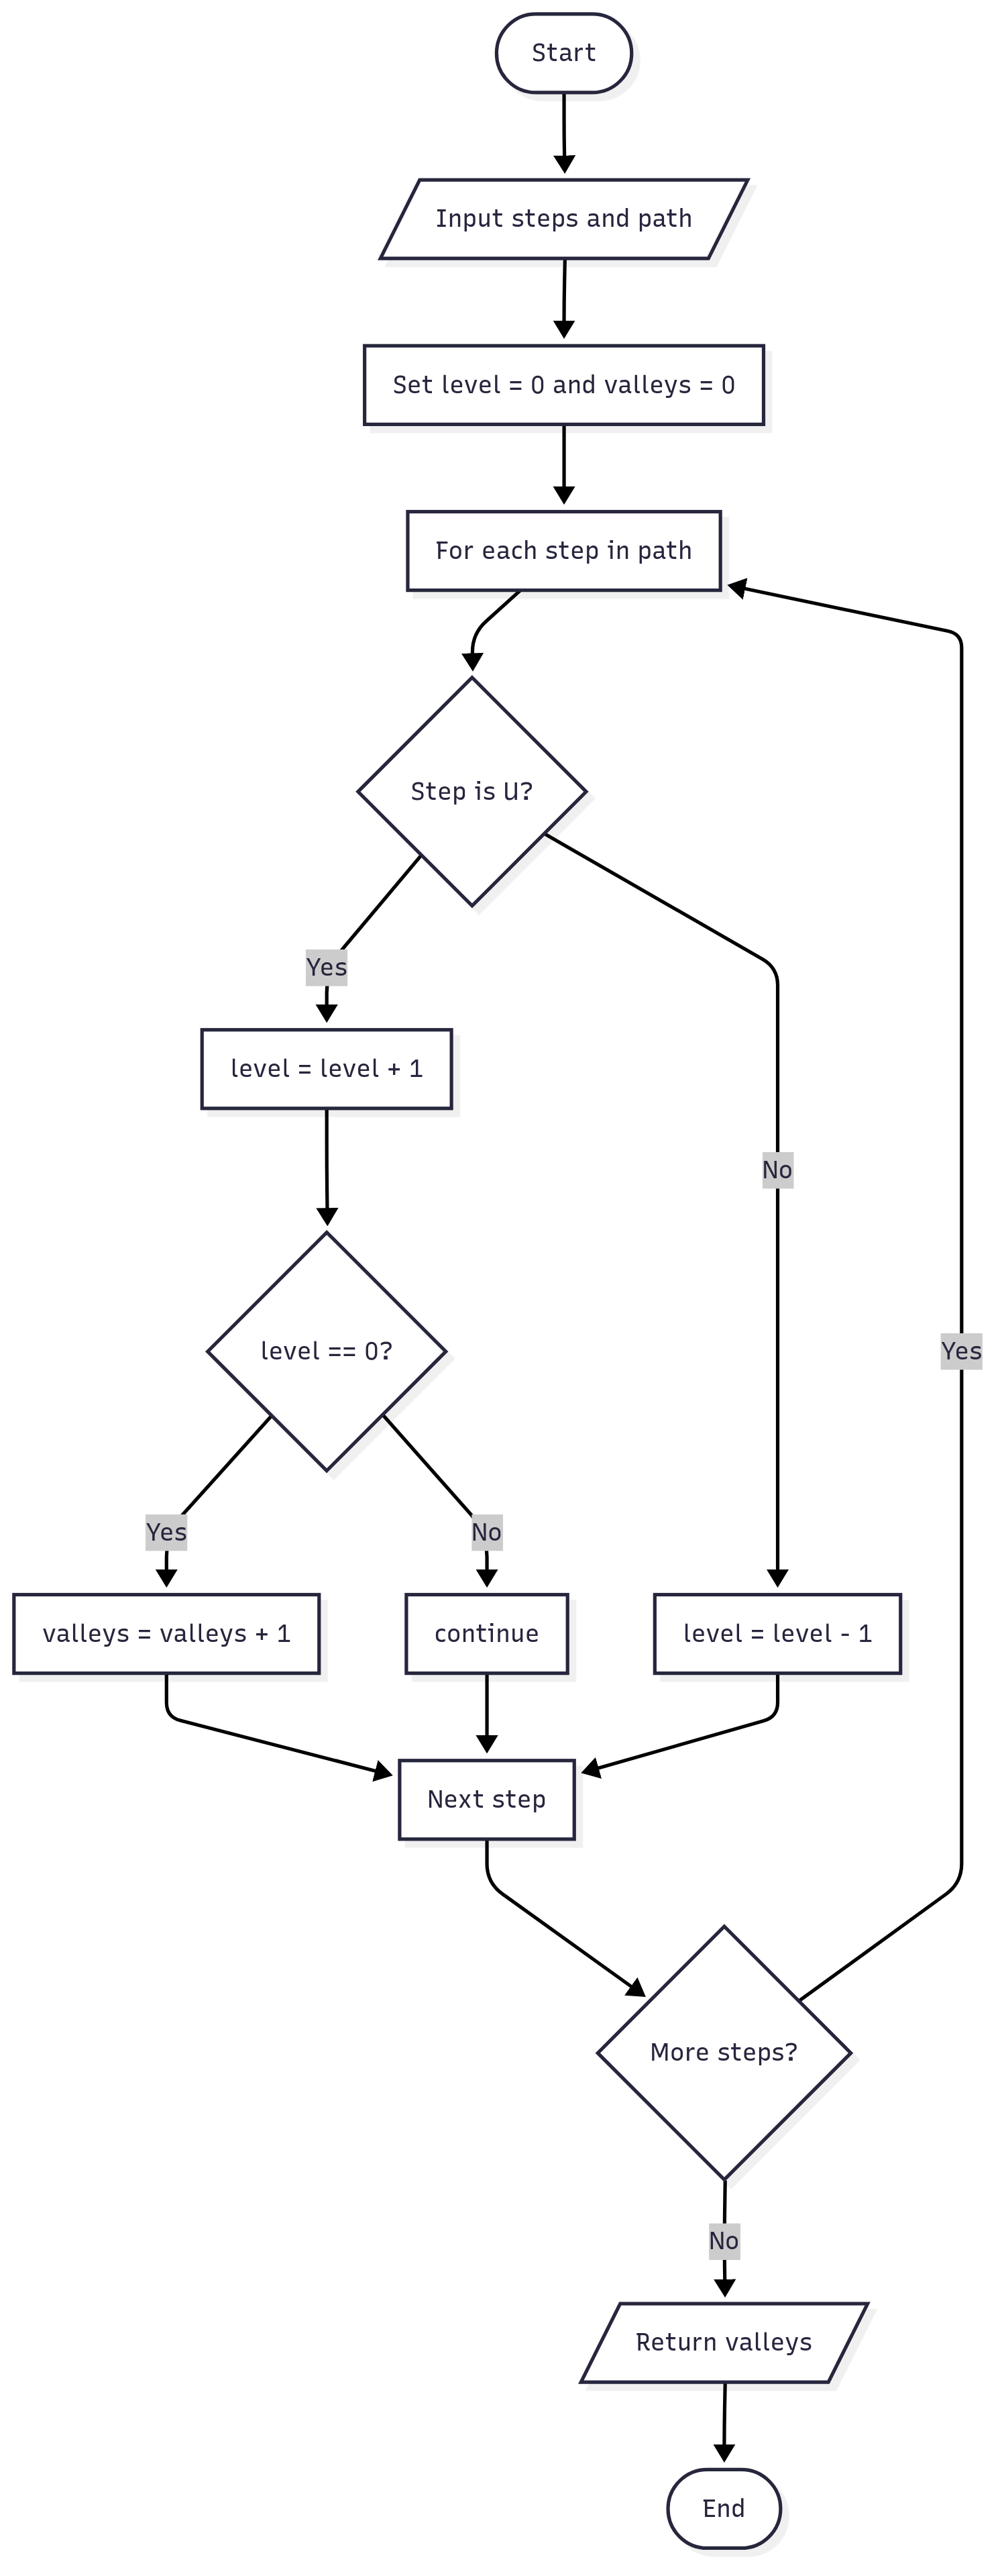 Start
Input steps and path
Set level = 0 and valleys = 0
For each step in path
Step is U?
Yes
level = level + 1
No
level == 0?
Yes
Yes
No
valleys = valleys + 1
continue
level = level - 1
Next step
More steps?
No
Return valleys
End